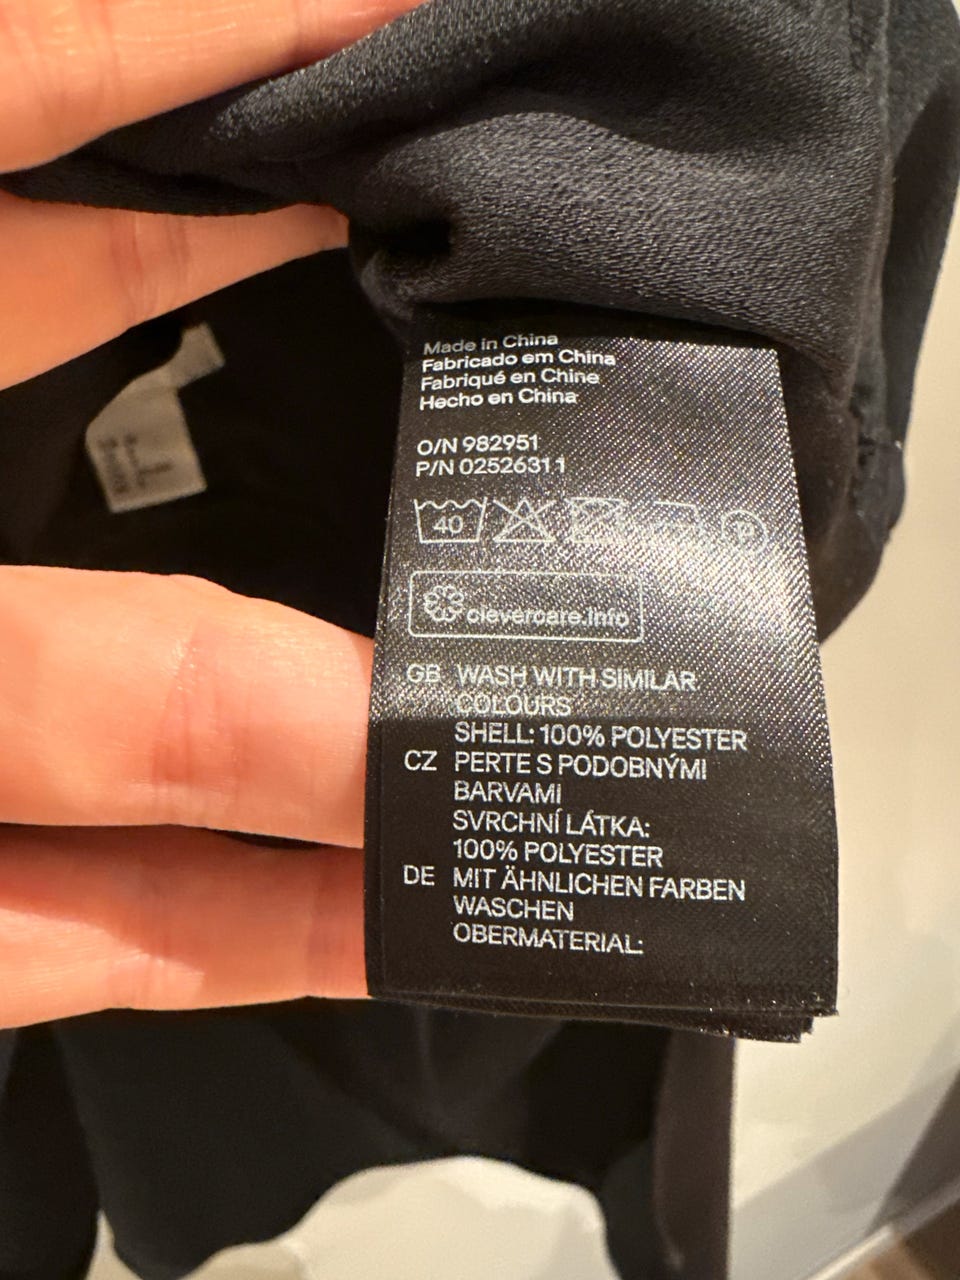 Made in China
Fabricado em China
Fabriqué en Chine
Hecho en China
O/N 982951
P/N 02526311
40
P
clevercare.info
GB WASH WITH SIMILAR
COLOURS
SHELL: 100% POLYESTER
CZ PERTE S PODOBNÝMI
BARVAMI
SVRCHNÍ LÁTKA:
100% POLYESTER
DE MIT ÄHNLICHEN FARBEN
WASCHEN
OBERMATERIAL: